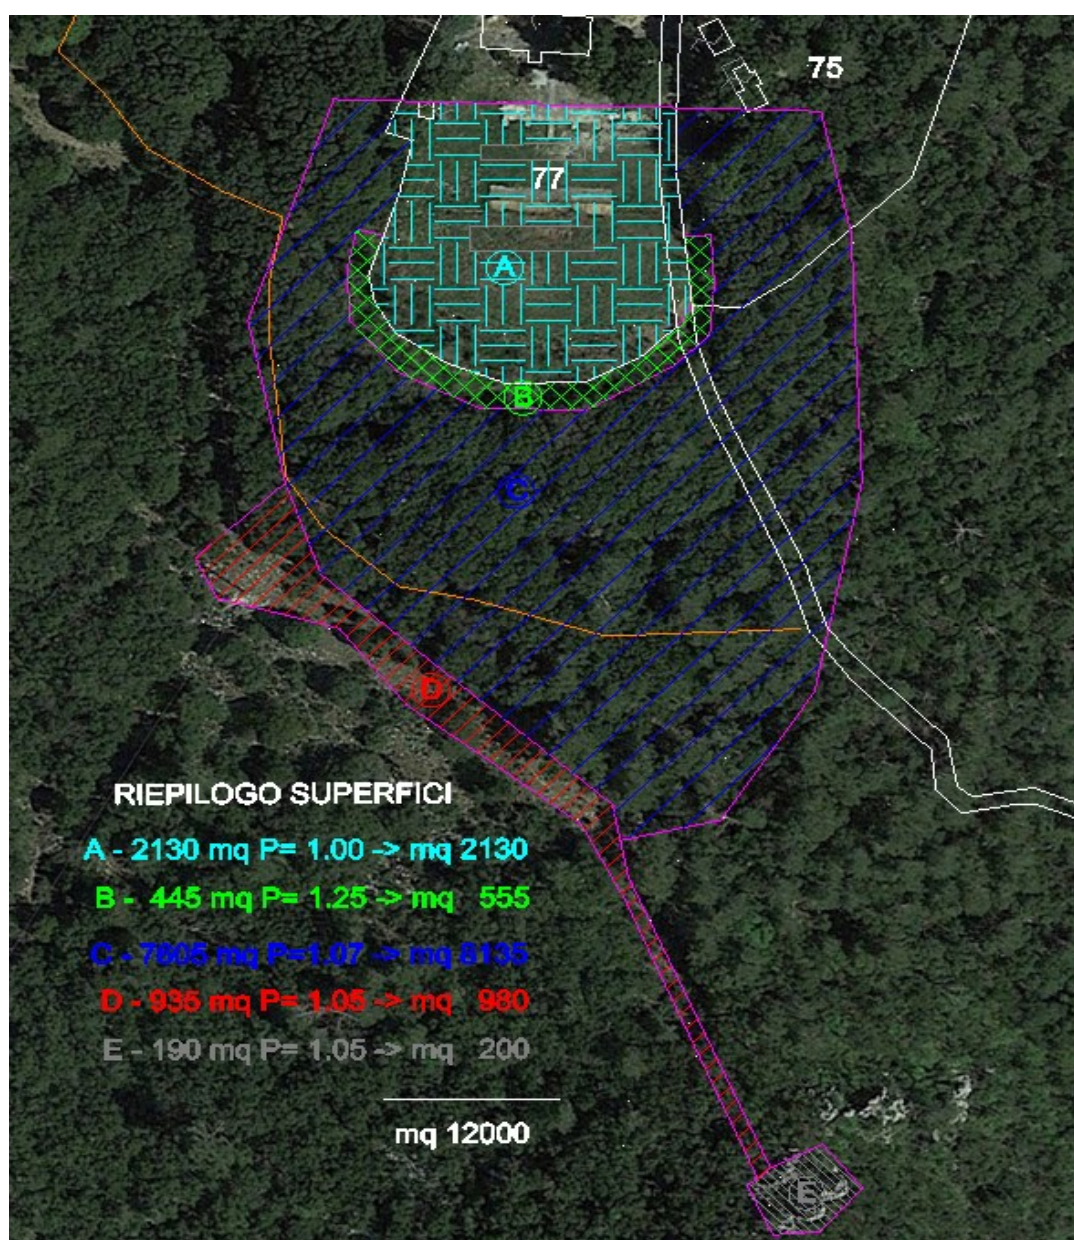 75
77
A
B
C
D
RIEPILOGO SUPERFICI
A - 2130 mq P= 1.00 -> mq 2130
B - 445 mq P= 1.25 -> mq 555
C - 7605 mq P=1.07 -> mq 8135
D - 935 mq P= 1.05 -> mq 980
E - 190 mq P= 1.05 -> mq 200
mq 12000
E